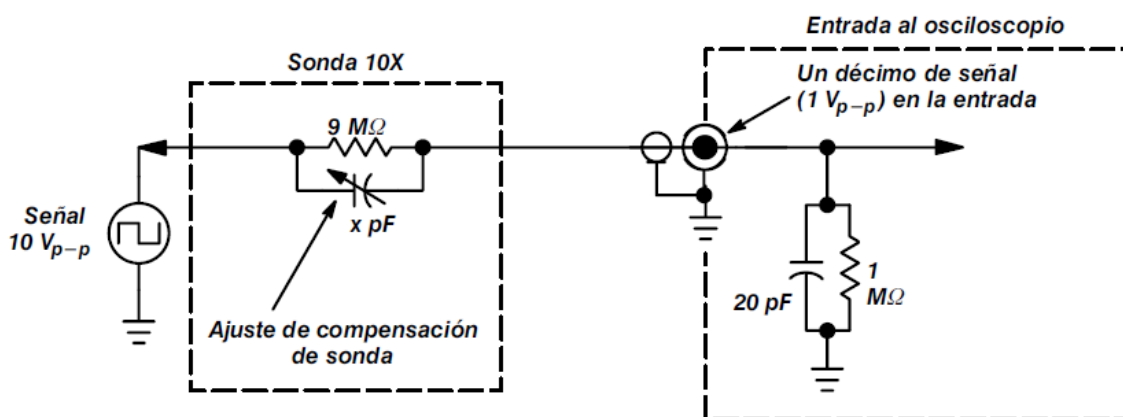 Entrada al osciloscopio
Sonda 10X
Un décimo de señal
(1 Vp–p) en la entrada
9 MΩ
x pF
Señal
10 Vp–p
20 pF
1
MΩ
Ajuste de compensación
de sonda